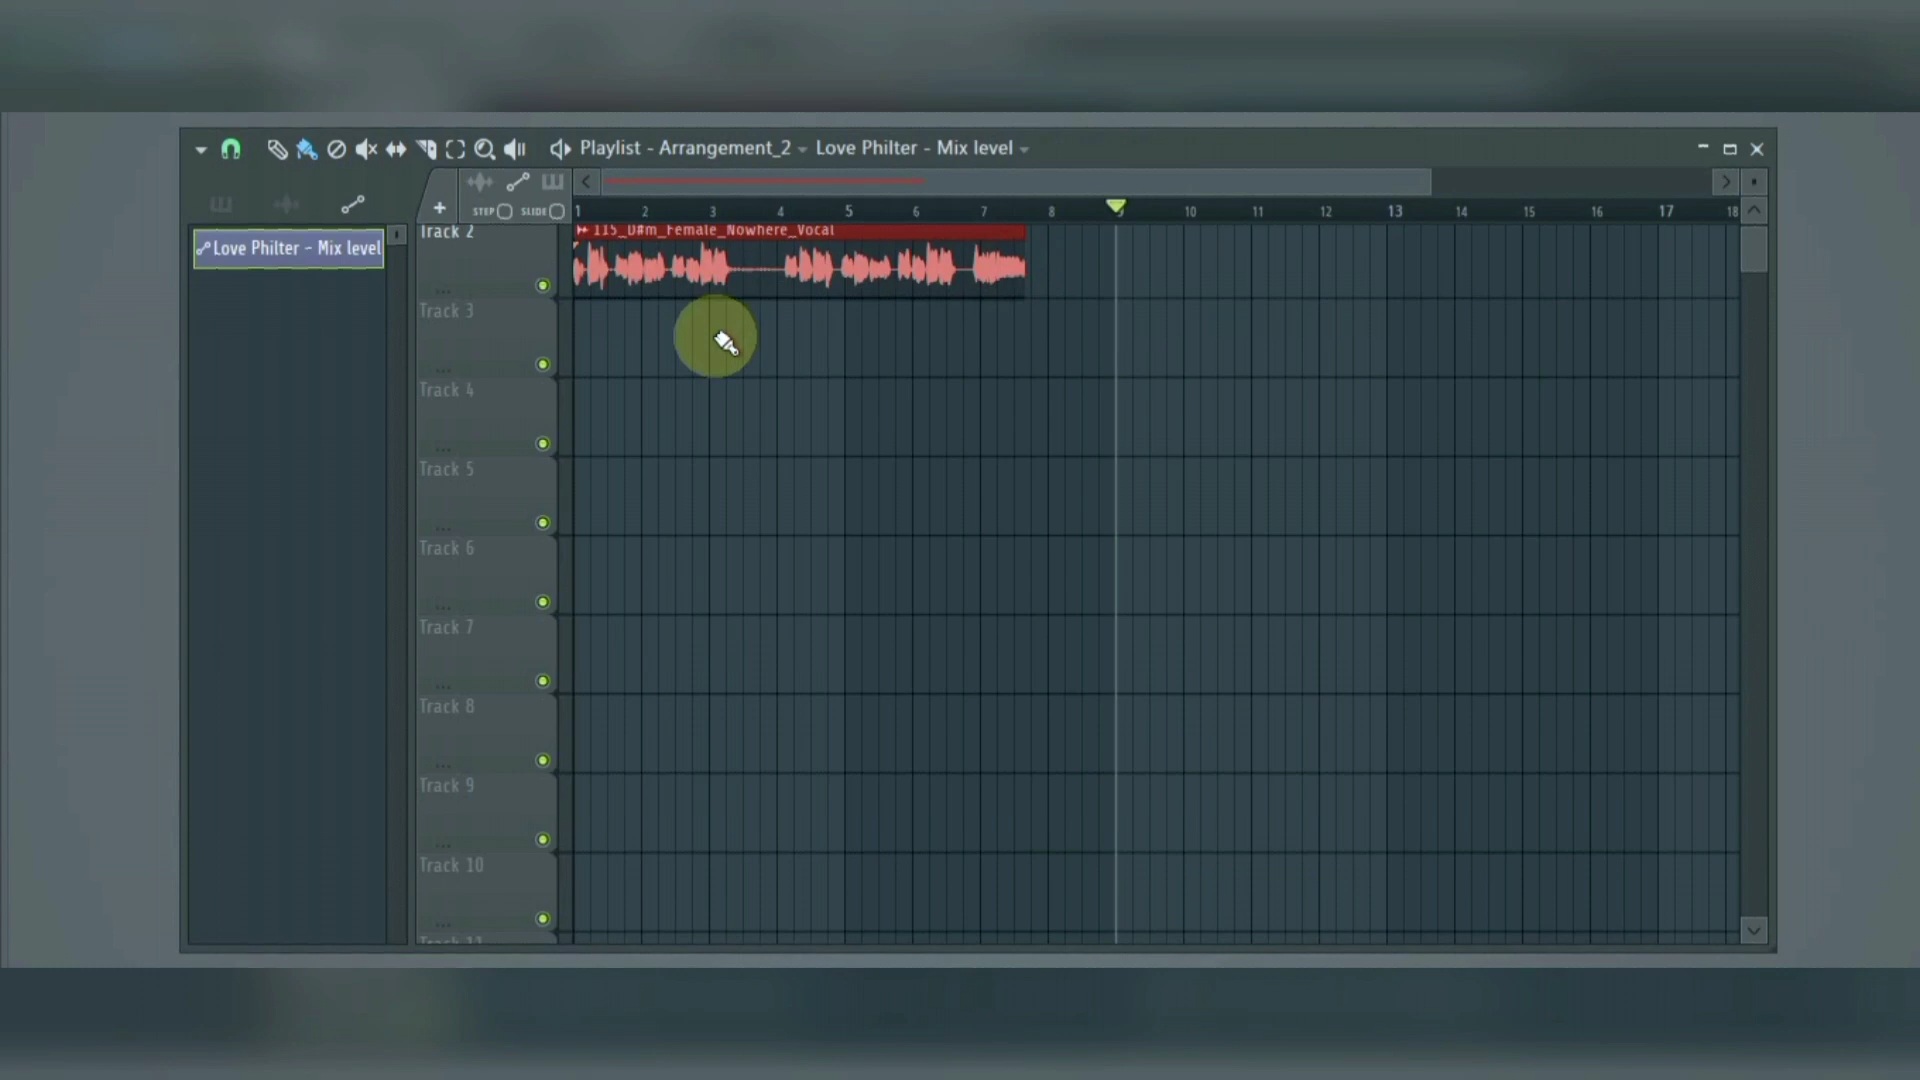 Playlist - Arrangement_2 Love Philter - Mix level
STEP SLIDE
1 2 3 4 5 6 7 8 9 10 11 12 13 14 15 16 17 18
Love Philter - Mix level
Track 2
115_D#m_Female_Nowhere_Vocal
Track 3
Track 4
Track 5
Track 6
Track 7
Track 8
Track 9
Track 10
Track 11